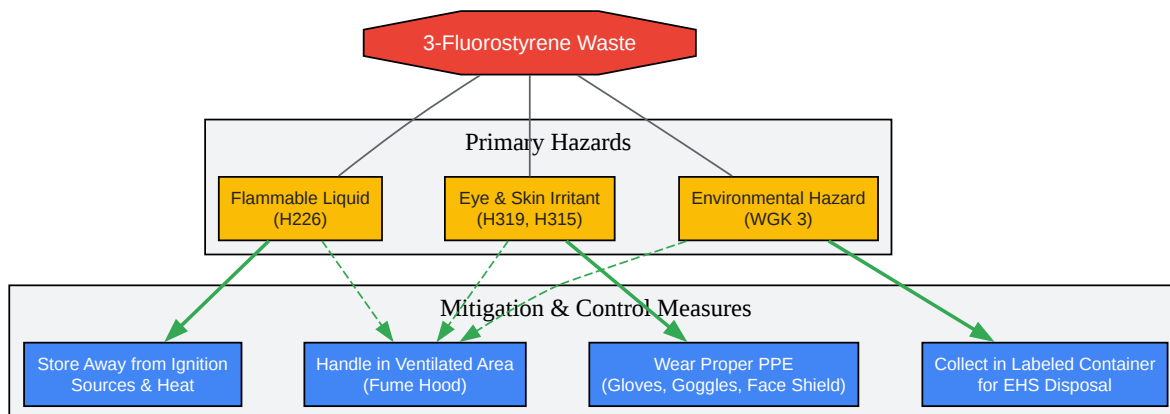 3-Fluorostyrene Waste
Primary Hazards
Flammable Liquid
(H226)
Eye & Skin Irritant
(H319, H315)
Environmental Hazard
(WGK 3)
Mitigation & Control Measures
Store Away from Ignition
Sources & Heat
Handle in Ventilated Area
(Fume Hood)
Wear Proper PPE
(Gloves, Goggles, Face Shield)
Collect in Labeled Container
for EHS Disposal